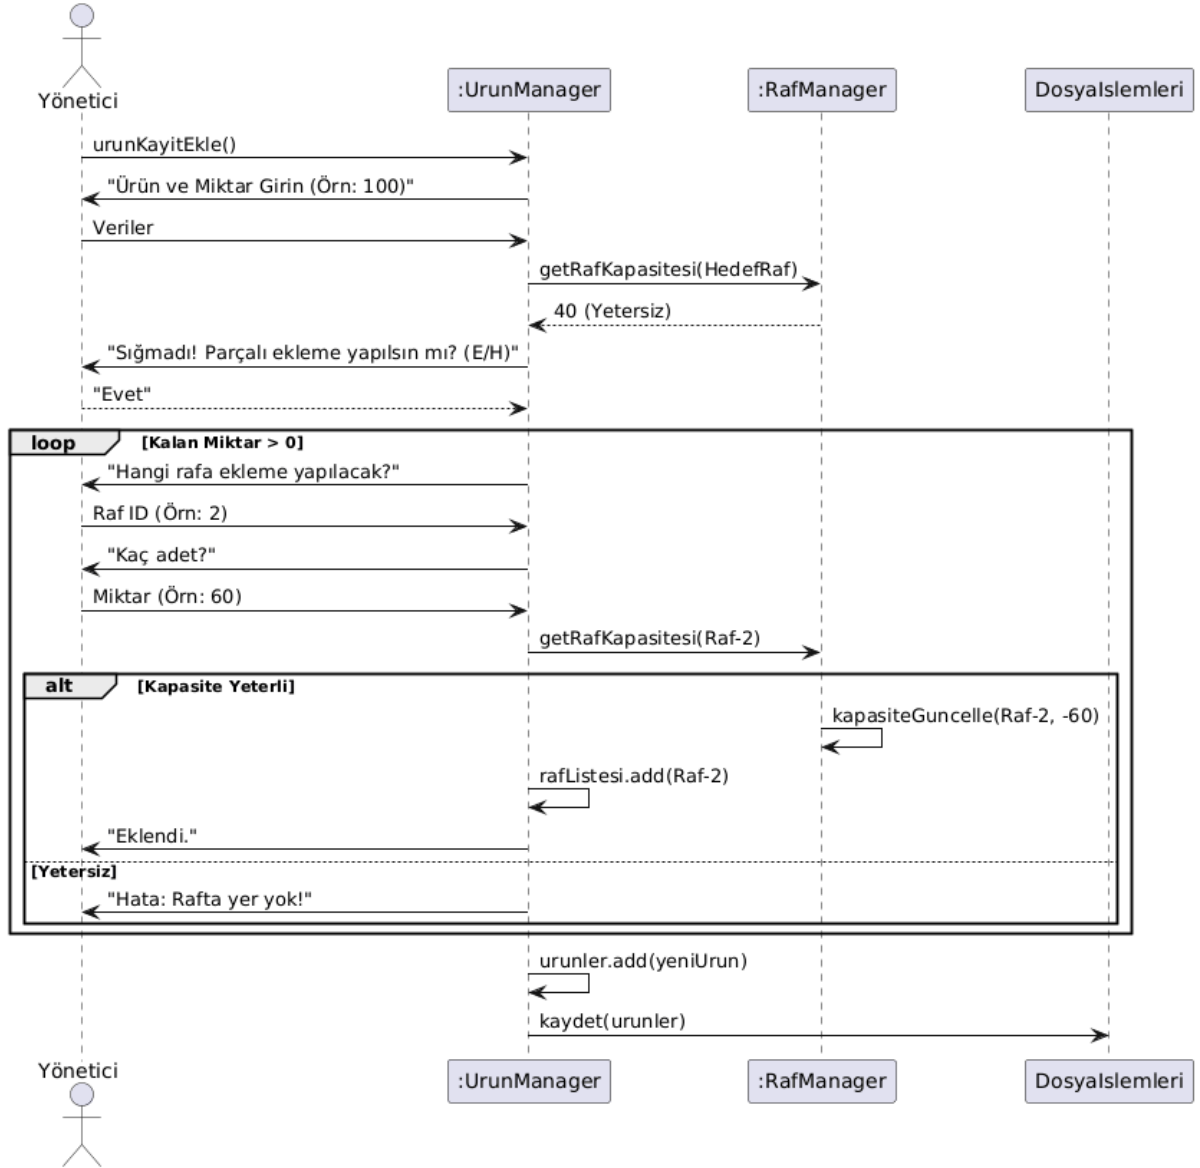 Yönetici
:UrunManager
:RafManager
DosyaIslemleri
urunKayitEkle()
"Ürün ve Miktar Girin (Örn: 100)"
Veriler
getRafKapasitesi(HedefRaf)
40 (Yetersiz)
"Sığmadı! Parçalı ekleme yapılsın mı? (E/H)"
"Evet"
loop [Kalan Miktar > 0]
"Hangi rafa ekleme yapılacak?"
Raf ID (Örn: 2)
"Kaç adet?"
Miktar (Örn: 60)
getRafKapasitesi(Raf-2)
alt [Kapasite Yeterli]
kapasiteGuncelle(Raf-2, -60)
rafListesi.add(Raf-2)
"Eklendi."
[Yetersiz]
"Hata: Rafta yer yok!"
urunler.add(yeniUrun)
kaydet(urunler)
Yönetici
:UrunManager
:RafManager
DosyaIslemleri